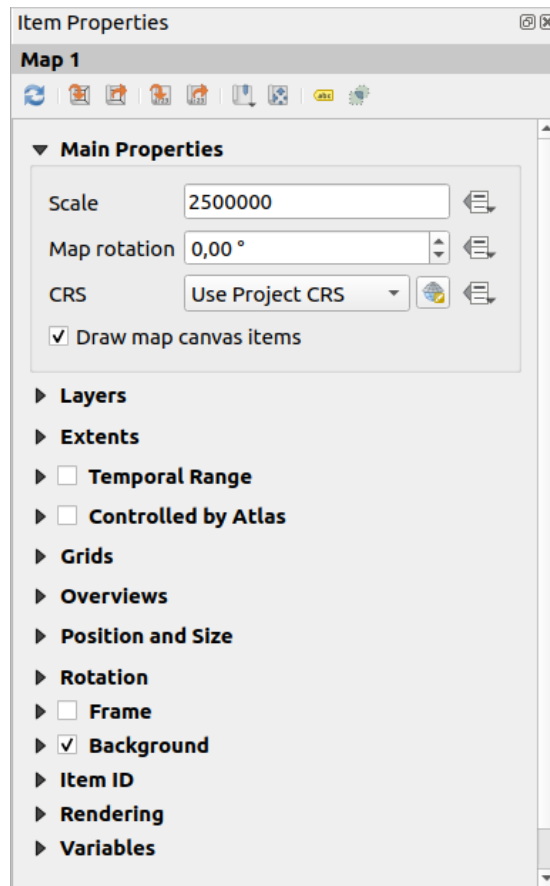 Item Properties
Map 1
Main Properties
Scale 2500000
Map rotation 0,00 °
CRS Use Project CRS
Draw map canvas items
Layers
Extents
Temporal Range
Controlled by Atlas
Grids
Overviews
Position and Size
Rotation
Frame
Background
Item ID
Rendering
Variables